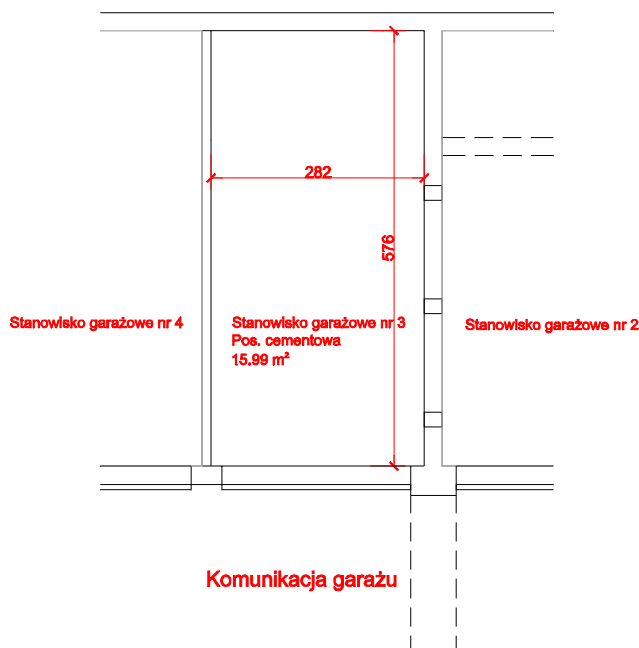 282
576
Stanowisko garażowe nr 4
Stanowisko garażowe nr 3
Pos. cementowa
15.99 m²
Stanowisko garażowe nr 2
Komunikacja garażu